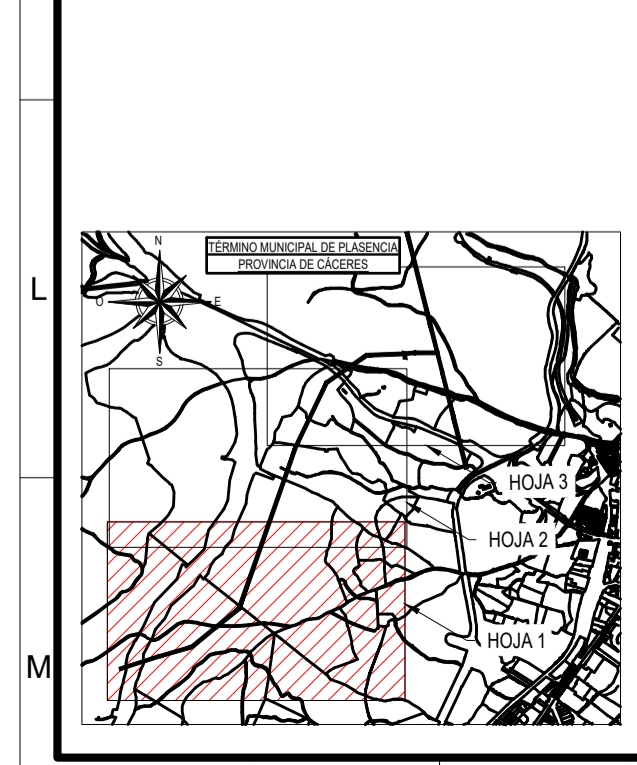 L
N
TÉRMINO MUNICIPAL DE PLASENCIA
PROVINCIA DE CÁCERES
O
E
S
HOJA 3
HOJA 2
HOJA 1
M